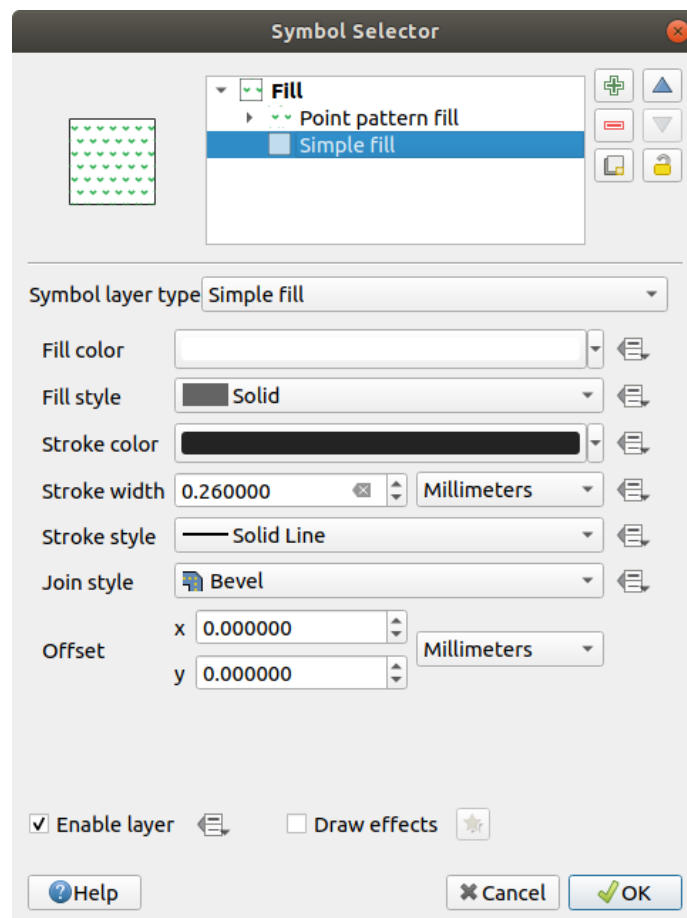 Symbol Selector
Fill
Point pattern fill
Simple fill
Symbol layer type Simple fill
Fill color
Fill style Solid
Stroke color
Stroke width 0.260000 Millimeters
Stroke style Solid Line
Join style Bevel
Offset x 0.000000 Millimeters
y 0.000000
Enable layer Draw effects
Help Cancel OK